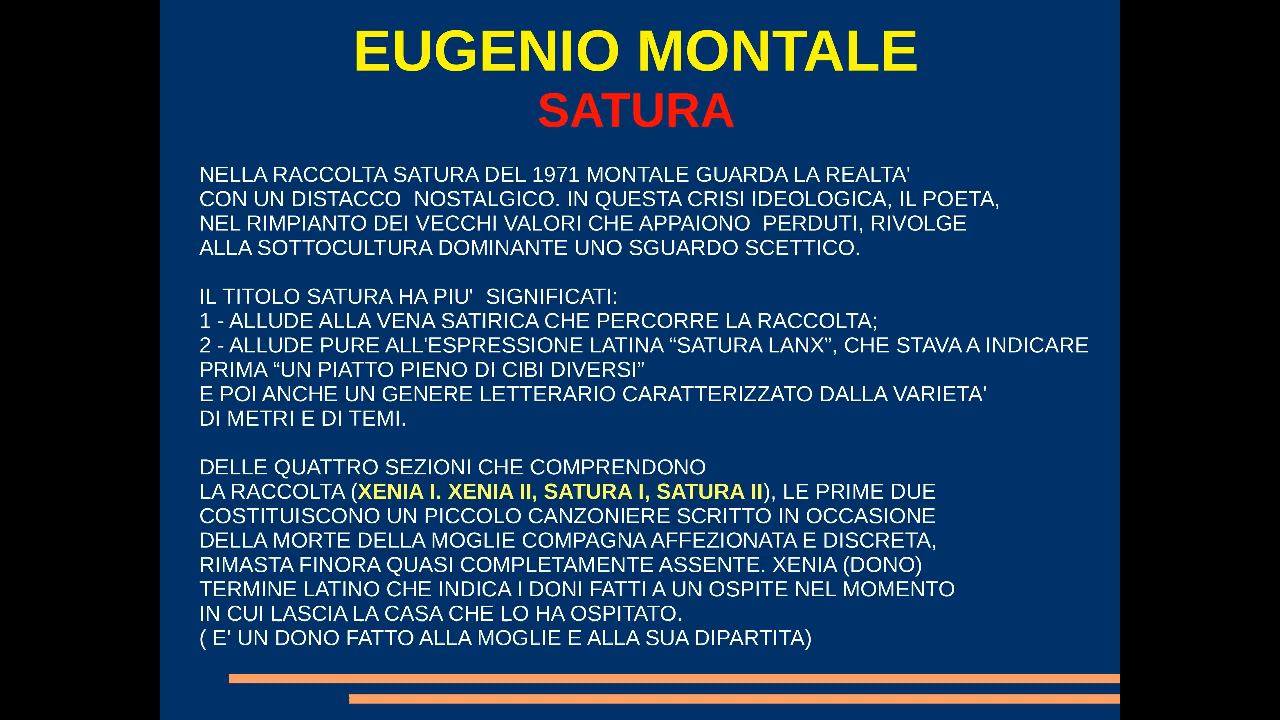 EUGENIO MONTALE
SATURA
NELLA RACCOLTA SATURA DEL 1971 MONTALE GUARDA LA REALTA'
CON UN DISTACCO  NOSTALGICO. IN QUESTA CRISI IDEOLOGICA, IL POETA,
NEL RIMPIANTO DEI VECCHI VALORI CHE APPAIONO  PERDUTI, RIVOLGE
ALLA SOTTOCULTURA DOMINANTE UNO SGUARDO SCETTICO.
IL TITOLO SATURA HA PIU'  SIGNIFICATI:
1 - ALLUDE ALLA VENA SATIRICA CHE PERCORRE LA RACCOLTA;
2 - ALLUDE PURE ALL'ESPRESSIONE LATINA “SATURA LANX”, CHE STAVA A INDICARE
PRIMA “UN PIATTO PIENO DI CIBI DIVERSI”
E POI ANCHE UN GENERE LETTERARIO CARATTERIZZATO DALLA VARIETA'
DI METRI E DI TEMI.
DELLE QUATTRO SEZIONI CHE COMPRENDONO
LA RACCOLTA (XENIA I. XENIA II, SATURA I, SATURA II), LE PRIME DUE
COSTITUISCONO UN PICCOLO CANZONIERE SCRITTO IN OCCASIONE
DELLA MORTE DELLA MOGLIE COMPAGNA AFFEZIONATA E DISCRETA,
RIMASTA FINORA QUASI COMPLETAMENTE ASSENTE. XENIA (DONO)
TERMINE LATINO CHE INDICA I DONI FATTI A UN OSPITE NEL MOMENTO
IN CUI LASCIA LA CASA CHE LO HA OSPITATO.
( E' UN DONO FATTO ALLA MOGLIE E ALLA SUA DIPARTITA)